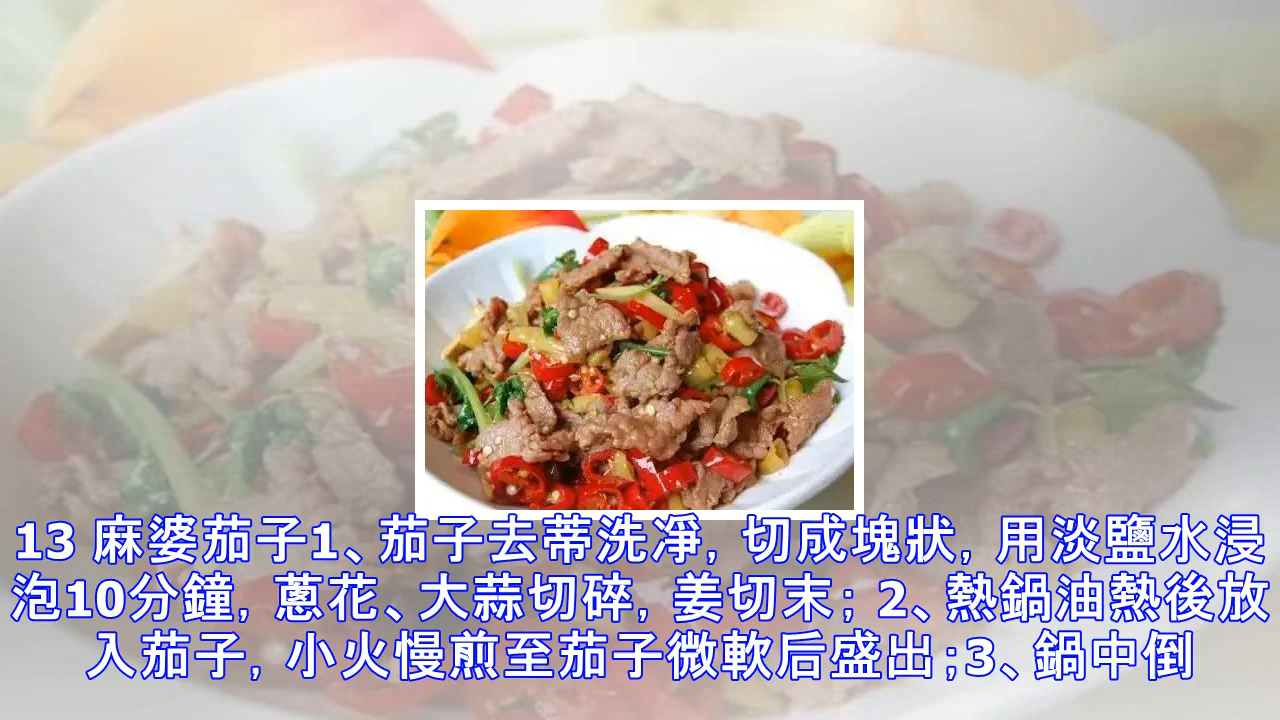 13 麻婆茄子1、茄子去蒂洗凈, 切成塊狀, 用淡鹽水浸
泡10分鐘, 蔥花、大蒜切碎, 姜切末; 2、熱鍋油熱後放
入茄子, 小火慢煎至茄子微軟后盛出;3、鍋中倒